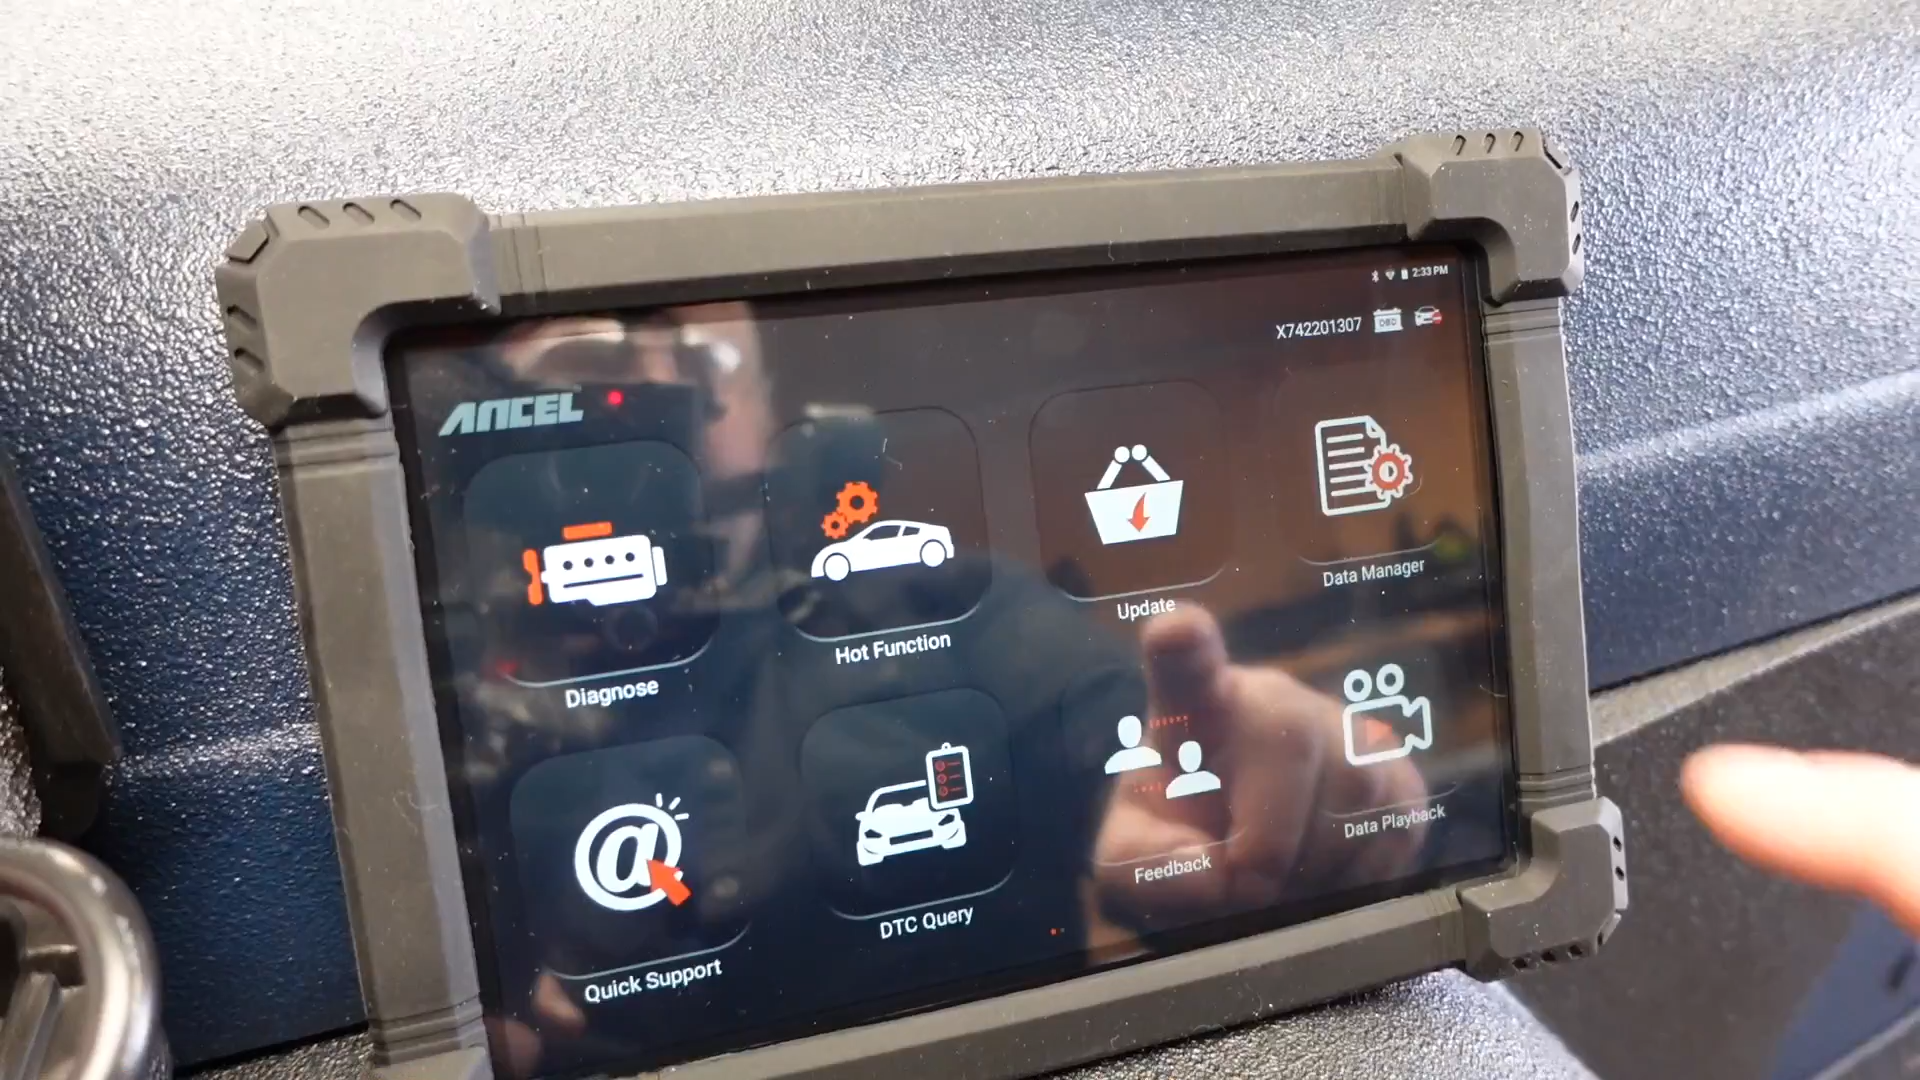 2:33 PM
X742201307
OBD
ANCEL
Diagnose
Hot Function
Update
Data Manager
Quick Support
DTC Query
Feedback
Data Playback